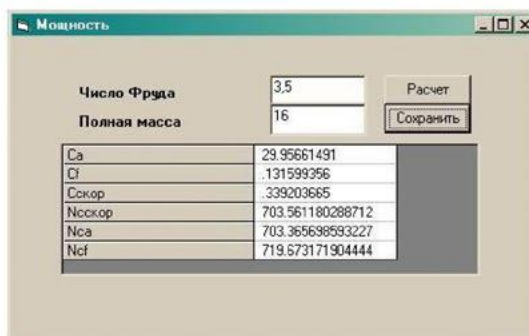 Мощность
Число Фруда 3,5 Расчет
Полная масса 16 Сохранить
Ca 29.95661491
Cf .131599356
Сскор .339203665
Nсскор 703.561180288712
Nca 703.365698593227
Ncf 719.673171904444